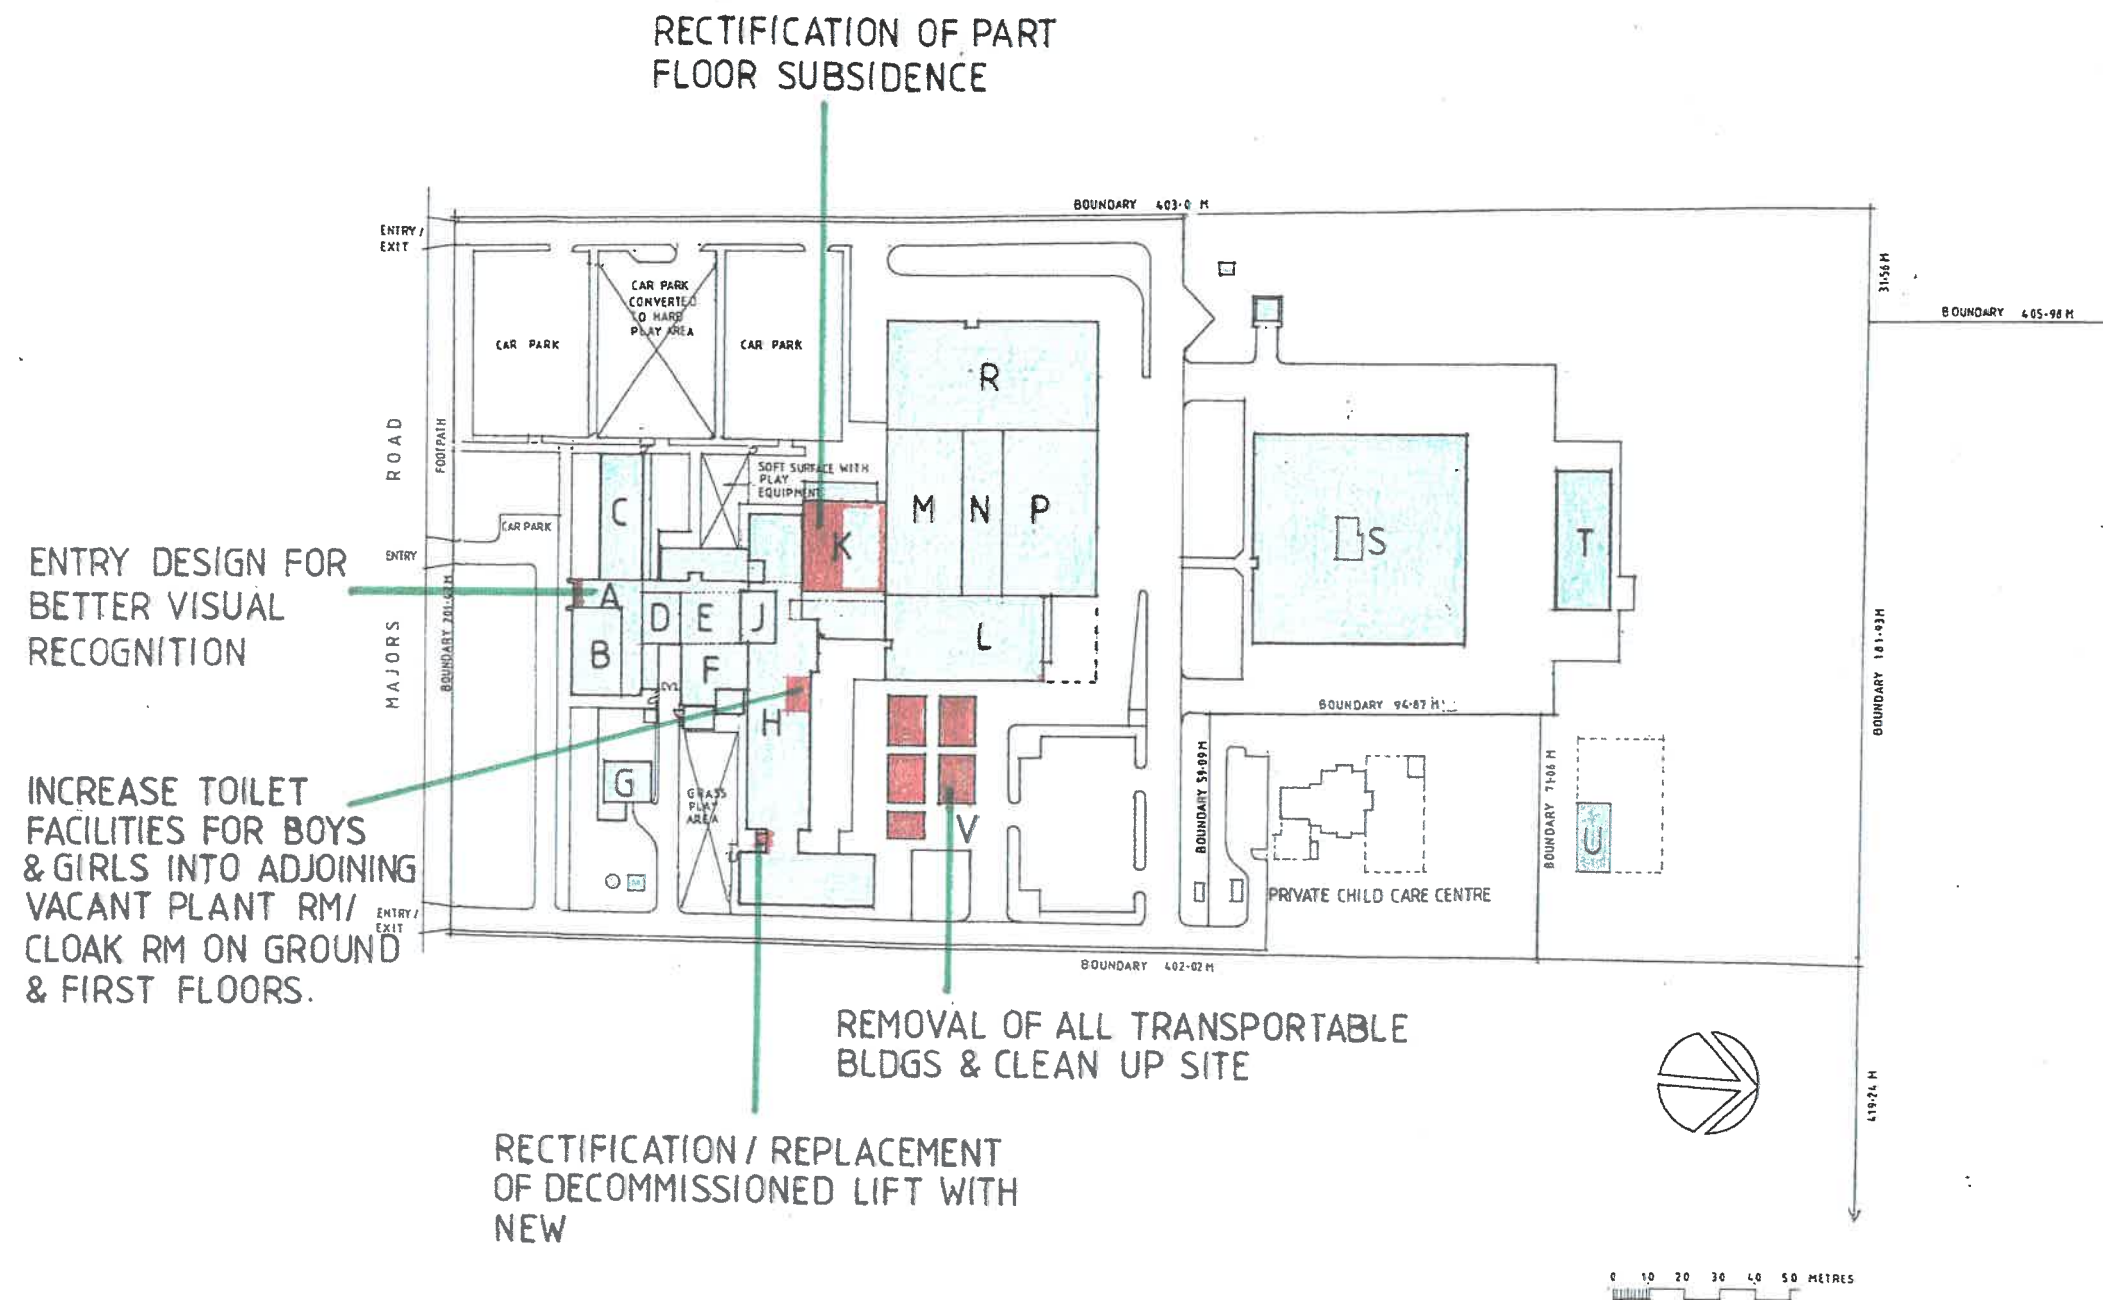 RECTIFICATION OF PART
FLOOR SUBSIDENCE
BOUNDARY 403·0 M
ENTRY /
EXIT
31·56 M
BOUNDARY 405·98 M
CAR PARK
CONVERTED
TO HARD
PLAY AREA
CAR PARK
CAR PARK
R
MAJORS ROAD
FOOTPATH
SOFT SURFACE WITH
PLAY
EQUIPMENT
C
M
N
P
K
S
T
CAR PARK
ENTRY
ENTRY DESIGN FOR
BETTER VISUAL
RECOGNITION
BOUNDARY 201·02 M
A
B
D
E
J
F
L
H
G
BOUNDARY 181·93 M
BOUNDARY 94·87 M
BOUNDARY 59·09 M
BOUNDARY 71·06 M
GRASS
PLAY
AREA
V
U
PRIVATE CHILD CARE CENTRE
INCREASE TOILET
FACILITIES FOR BOYS
& GIRLS INTO ADJOINING
VACANT PLANT RM/
CLOAK RM ON GROUND
& FIRST FLOORS.
ENTRY /
EXIT
BOUNDARY 402·02 M
REMOVAL OF ALL TRANSPORTABLE
BLDGS & CLEAN UP SITE
419·24 M
RECTIFICATION / REPLACEMENT
OF DECOMMISSIONED LIFT WITH
NEW
0 10 20 30 40 50 METRES